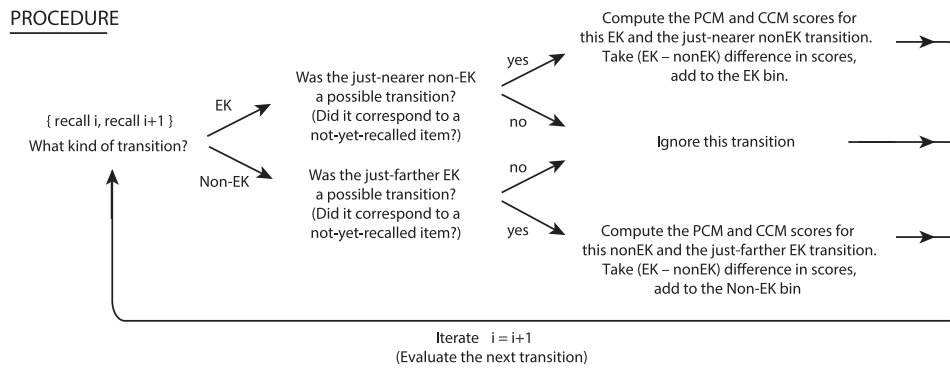 PROCEDURE
{ recall i, recall i+1 }
What kind of transition?
EK
Non-EK
Was the just-nearer non-EK
a possible transition?
(Did it correspond to a
not-yet-recalled item?)
Was the just-farther EK
a possible transition?
(Did it correspond to a
not-yet-recalled item?)
yes
no
no
yes
Compute the PCM and CCM scores for
this EK and the just-nearer nonEK transition.
Take (EK – nonEK) difference in scores,
add to the EK bin.
Ignore this transition
Compute the PCM and CCM scores for
this nonEK and the just-farther EK transition.
Take (EK – nonEK) difference in scores,
add to the Non-EK bin
Iterate i = i+1
(Evaluate the next transition)